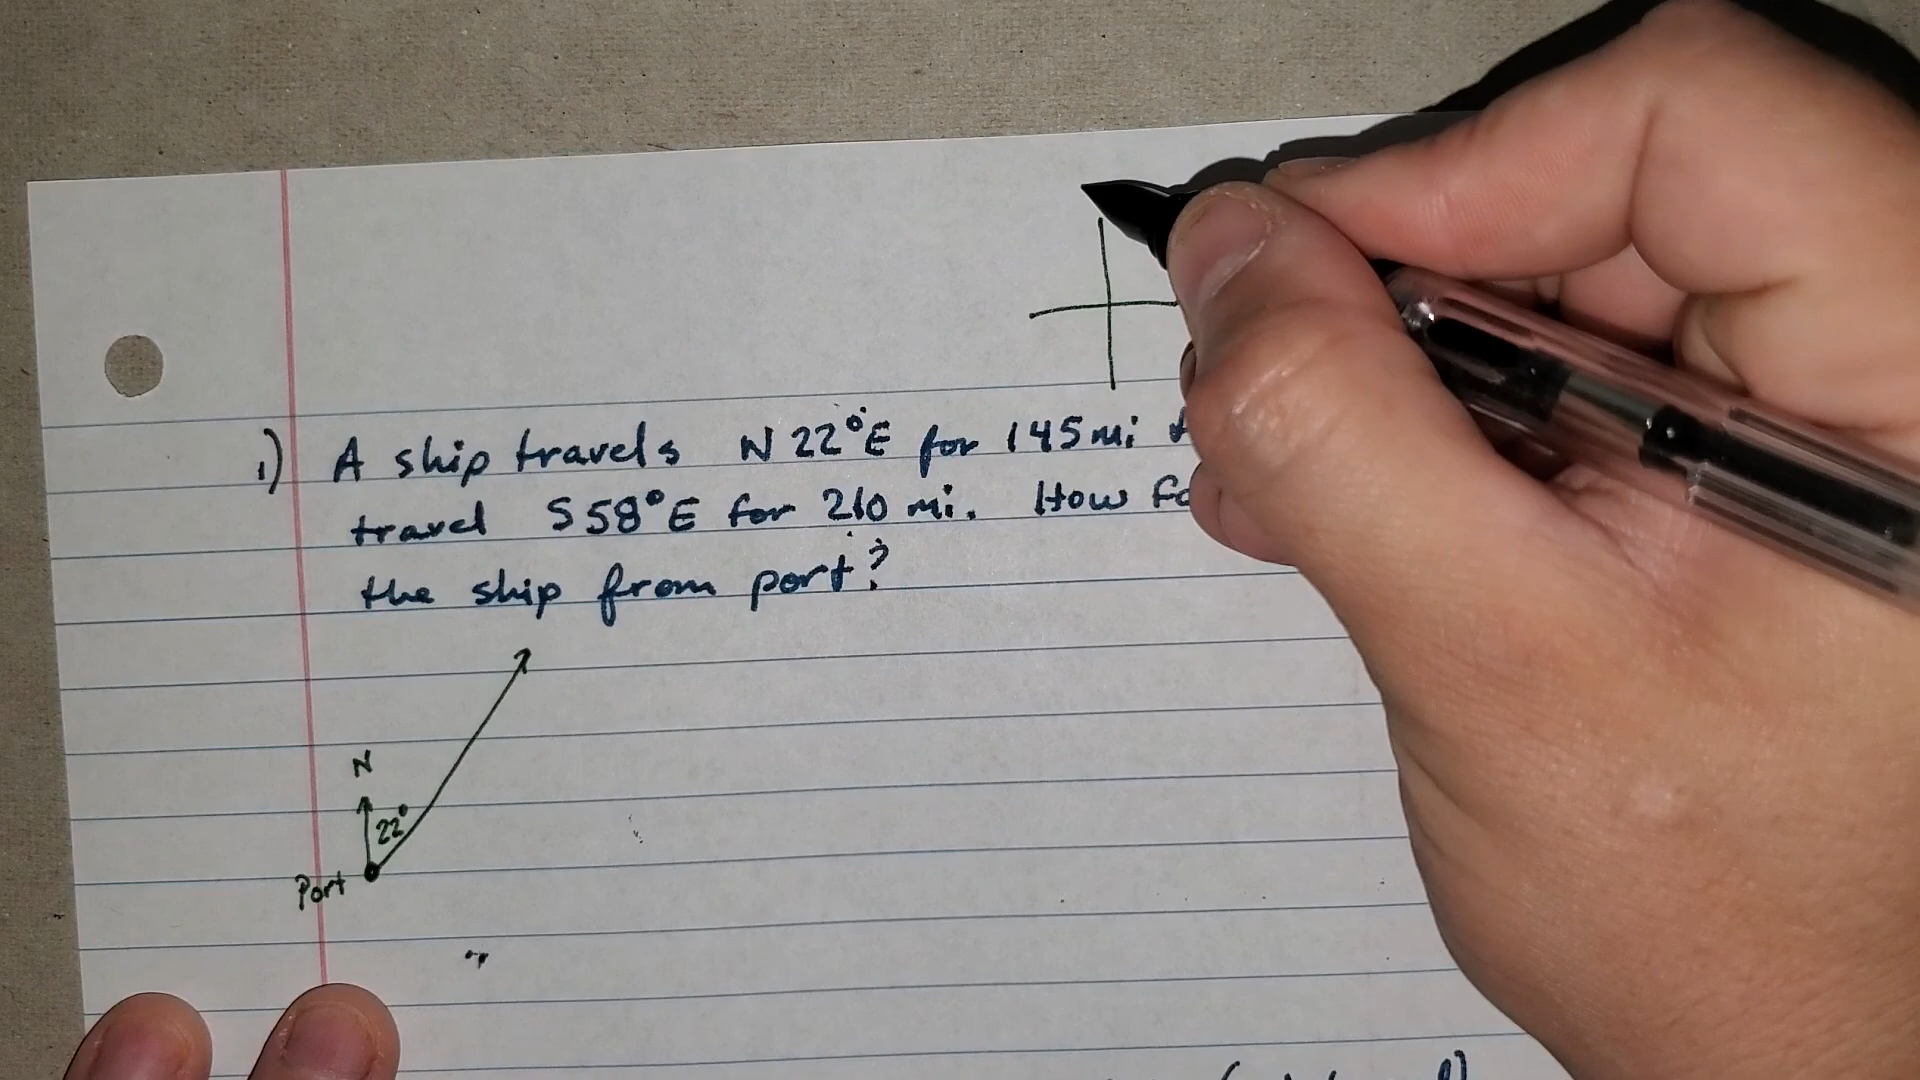 1.) A ship travels N 22°E for 145 mi
travel S 58°E for 210 mi. How
the ship from port?
N
22°
Port